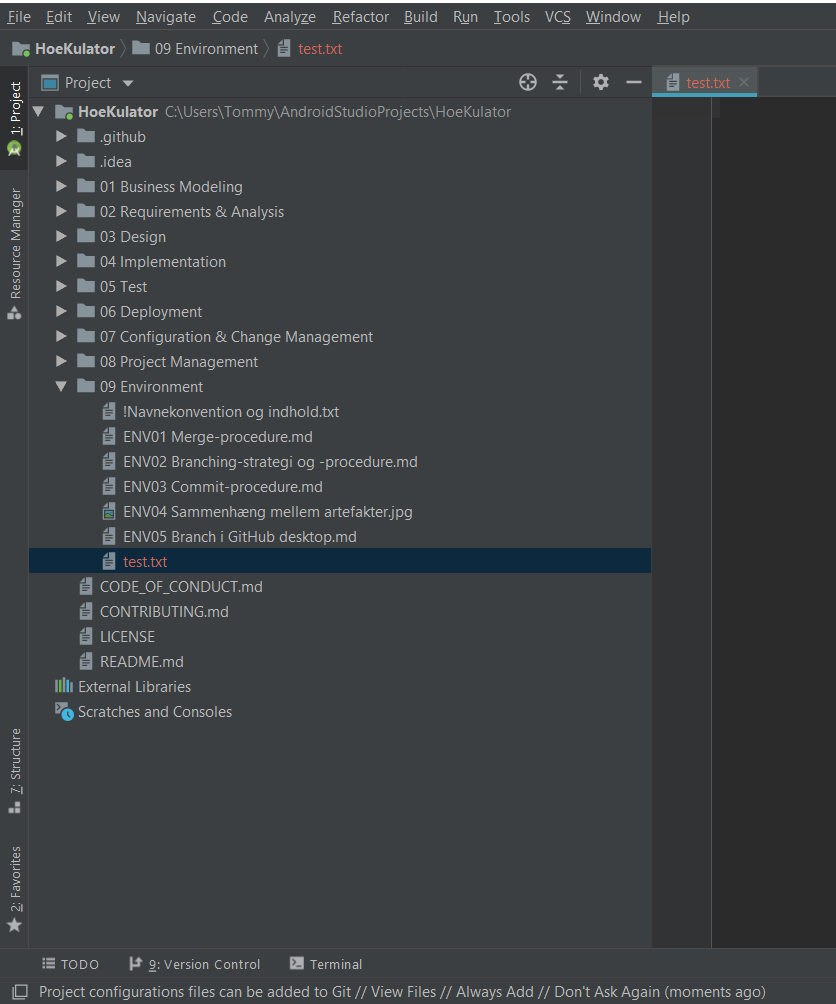 File Edit View Navigate Code Analyze Refactor Build Run Tools VCS Window Help
HoeKulator 09 Environment test.txt
Project
test.txt
1: Project
Resource Manager
7: Structure
2: Favorites
HoeKulator C:\Users\Tommy\AndroidStudioProjects\HoeKulator
.github
.idea
01 Business Modeling
02 Requirements & Analysis
03 Design
04 Implementation
05 Test
06 Deployment
07 Configuration & Change Management
08 Project Management
09 Environment
!Navnekonvention og indhold.txt
ENV01 Merge-procedure.md
ENV02 Branching-strategi og -procedure.md
ENV03 Commit-procedure.md
ENV04 Sammenhæng mellem artefakter.jpg
ENV05 Branch i GitHub desktop.md
test.txt
CODE_OF_CONDUCT.md
CONTRIBUTING.md
LICENSE
README.md
External Libraries
Scratches and Consoles
TODO 9: Version Control Terminal
Project configurations files can be added to Git // View Files // Always Add // Don't Ask Again (moments ago)